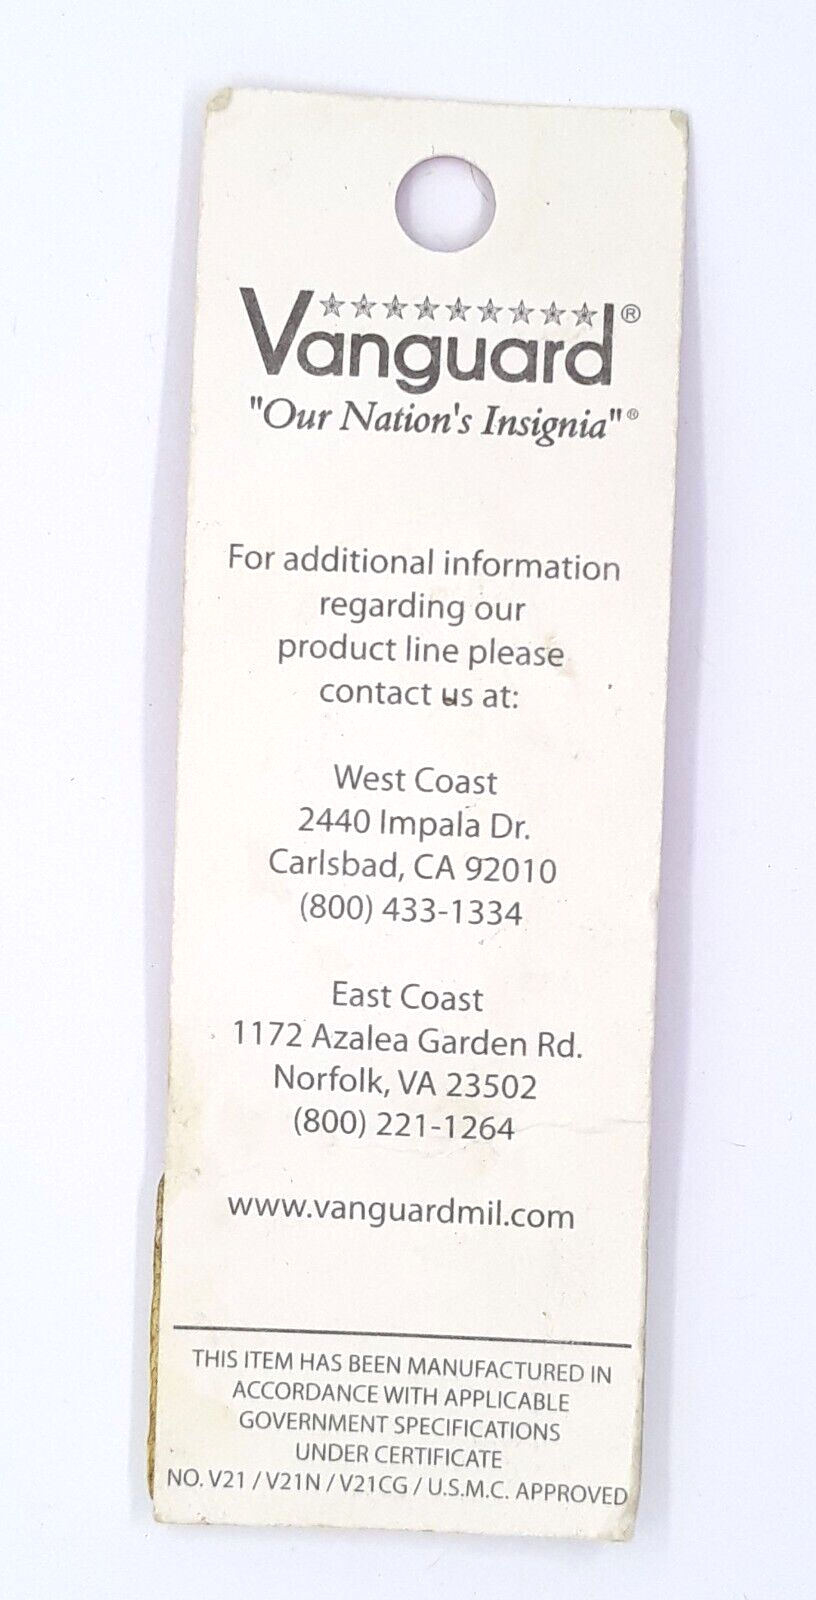 Vanguard®
"Our Nation's Insignia"®
For additional information
regarding our
product line please
contact us at:
West Coast
2440 Impala Dr.
Carlsbad, CA 92010
(800) 433-1334
East Coast
1172 Azalea Garden Rd.
Norfolk, VA 23502
(800) 221-1264
www.vanguardmil.com
THIS ITEM HAS BEEN MANUFACTURED IN
ACCORDANCE WITH APPLICABLE
GOVERNMENT SPECIFICATIONS
UNDER CERTIFICATE
NO. V21 / V21N / V21CG / U.S.M.C. APPROVED